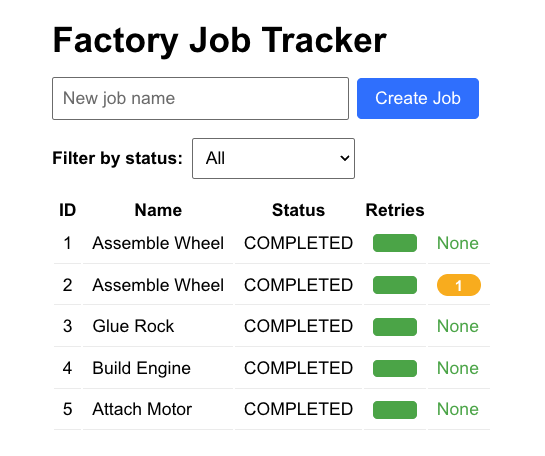 Factory Job Tracker
New job name Create Job
Filter by status: All
ID Name Status Retries
1 Assemble Wheel COMPLETED None
2 Assemble Wheel COMPLETED 1
3 Glue Rock COMPLETED None
4 Build Engine COMPLETED None
5 Attach Motor COMPLETED None